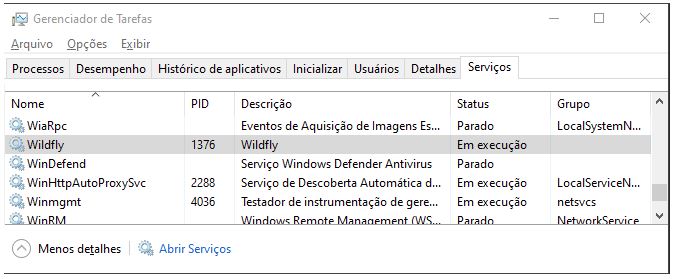 Gerenciador de Tarefas
Arquivo Opções Exibir
Processos Desempenho Histórico de aplicativos Inicializar Usuários Detalhes Serviços
Nome PID Descrição Status Grupo
WiaRpc Eventos de Aquisição de Imagens Es... Parado LocalSystemN...
Wildfly 1376 Wildfly Em execução
WinDefend Serviço Windows Defender Antivirus Parado
WinHttpAutoProxySvc 2288 Serviço de Descoberta Automática d... Em execução LocalServiceN...
Winmgmt 4036 Testador de instrumentação de gere... Em execução netsvcs
WinRM Windows Remote Management (WS... Parado NetworkService
Menos detalhes Abrir Serviços